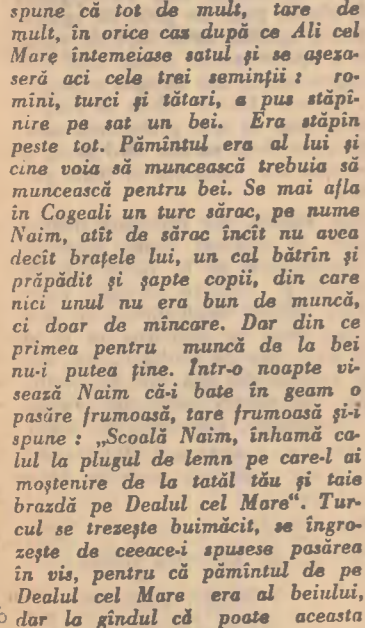 spune că tot de mult, tare de
mult, în orice caz după ce Ali cel
Mare întemeiase satul și se așeza-
seră aci cele trei seminții : ro-
mîni, turci și tătari, a pus stăpî-
nire pe sat un bei. Era stăpîn
peste tot. Pămîntul era al lui și
cine voia să muncească trebuia să
muncească pentru bei. Se mai afla
în Cogeali un turc sărac, pe nume
Naim, atît de sărac încît nu avea
decît brațele lui, un cal bătrîn și
prăpădit și șapte copii, din care
nici unul nu era bun de muncă,
ci doar de mîncare. Dar din ce
primea pentru muncă de la bei
nu-i putea ține. Într-o noapte vi-
sează Naim că-i bate în geam o
pasăre frumoasă, tare frumoasă și-i
spune : „Scoală Naim, înhamă ca-
lul la plugul de lemn pe care-l ai
moștenire de la tatăl tău și taie
brazdă pe Dealul cel Mare“. Tur-
cul se trezește buimăcit, se îngro-
zește de ceeace-i spusese pasărea
în vis, pentru că pămîntul de pe
Dealul cel Mare era al beiului,
dar la gîndul că poate aceasta